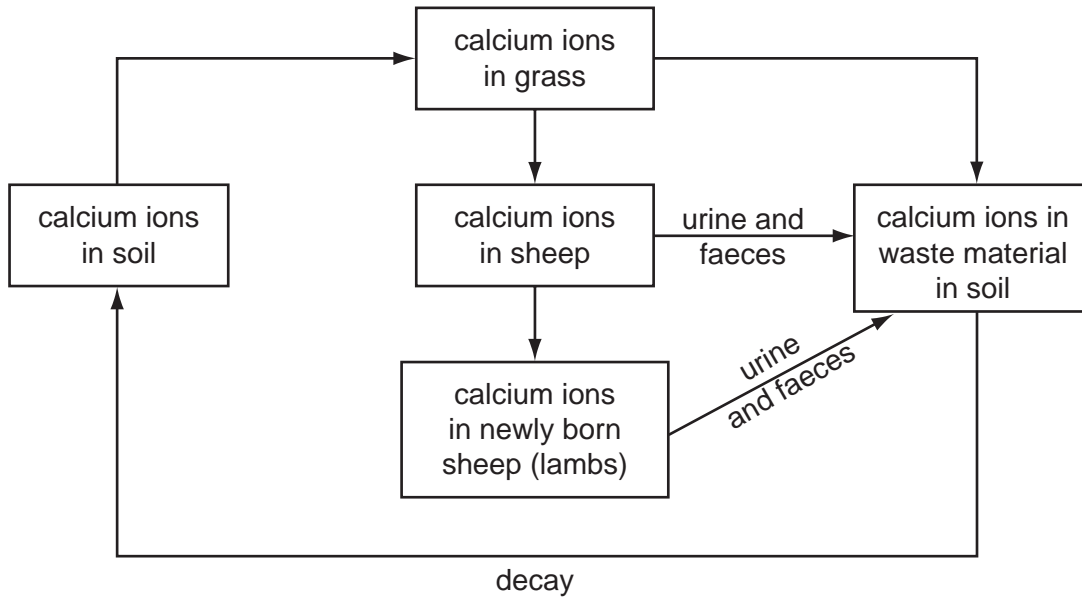 calcium ions
in grass
calcium ions
in soil
calcium ions
in sheep
urine and
faeces
calcium ions in
waste material
in soil
calcium ions
in newly born
sheep (lambs)
urine
and faeces
decay